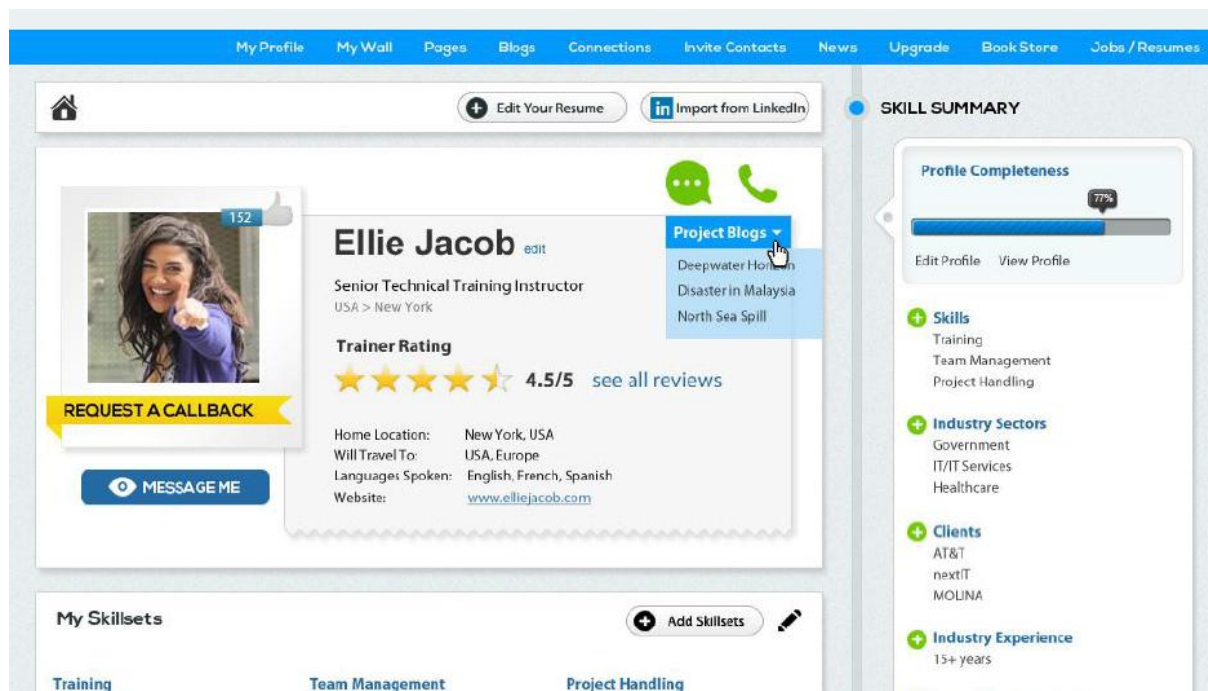 My Profile My Wall Pages Blogs Connections Invite Contacts News Upgrade Book Store Jobs / Resumes
Edit Your Resume
in Import from LinkedIn
152
REQUEST A CALLBACK
MESSAGE ME
Ellie Jacob edit
Senior Technical Training Instructor
USA > New York
Trainer Rating
4.5/5 see all reviews
Home Location: New York, USA
Will Travel To: USA, Europe
Languages Spoken: English, French, Spanish
Website: www.elliejacob.com
Project Blogs
Deepwater Horizon
Disaster in Malaysia
North Sea Spill
My Skillsets
Add Skillsets
Training Team Management Project Handling
SKILL SUMMARY
Profile Completeness
77%
Edit Profile View Profile
Skills
Training
Team Management
Project Handling
Industry Sectors
Government
IT/IT Services
Healthcare
Clients
AT&T
nextIT
MOLINA
Industry Experience
15+ years